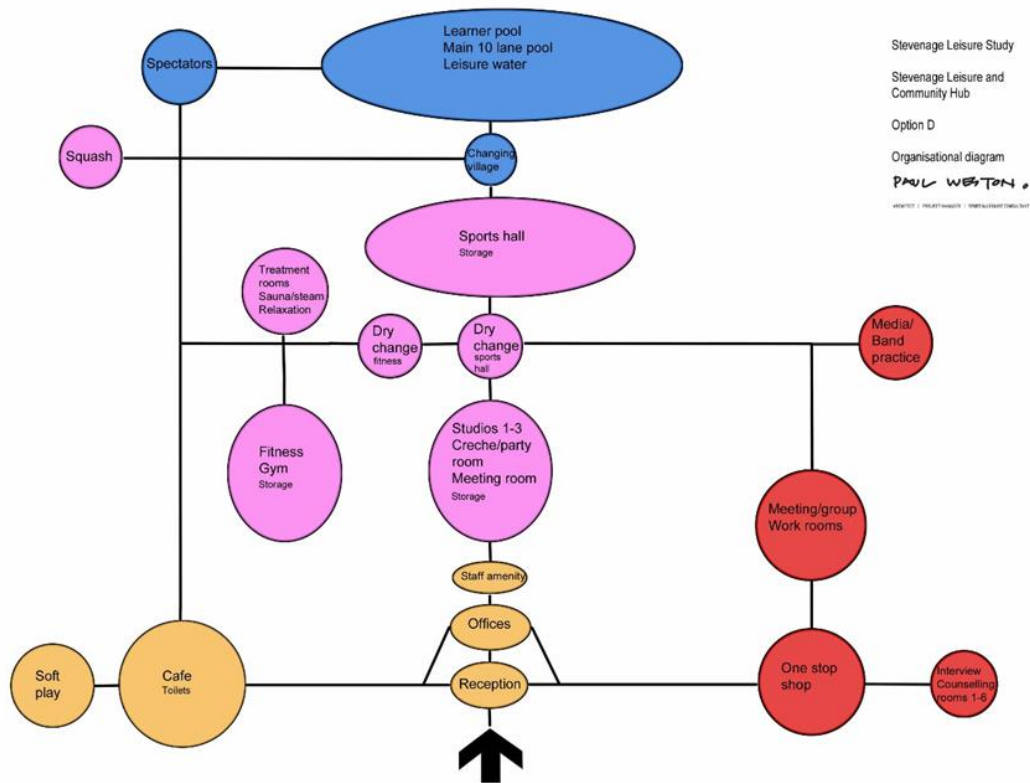 Learner pool
Main 10 lane pool
Leisure water
Spectators
Stevenage Leisure Study
Stevenage Leisure and
Community Hub
Option D
Organisational diagram
PAUL WESTON.
Squash
Changing
village
Sports hall
Storage
Treatment
rooms
Sauna/steam
Relaxation
Dry
change
fitness
Dry
change
sports
hall
Media/
Band
practice
Fitness
Gym
Storage
Studios 1-3
Creche/party
room
Meeting room
Storage
Meeting/group
Work rooms
Staff amenity
Offices
Soft
play
Cafe
Toilets
Reception
One stop
shop
Interview
Counselling
rooms 1-6